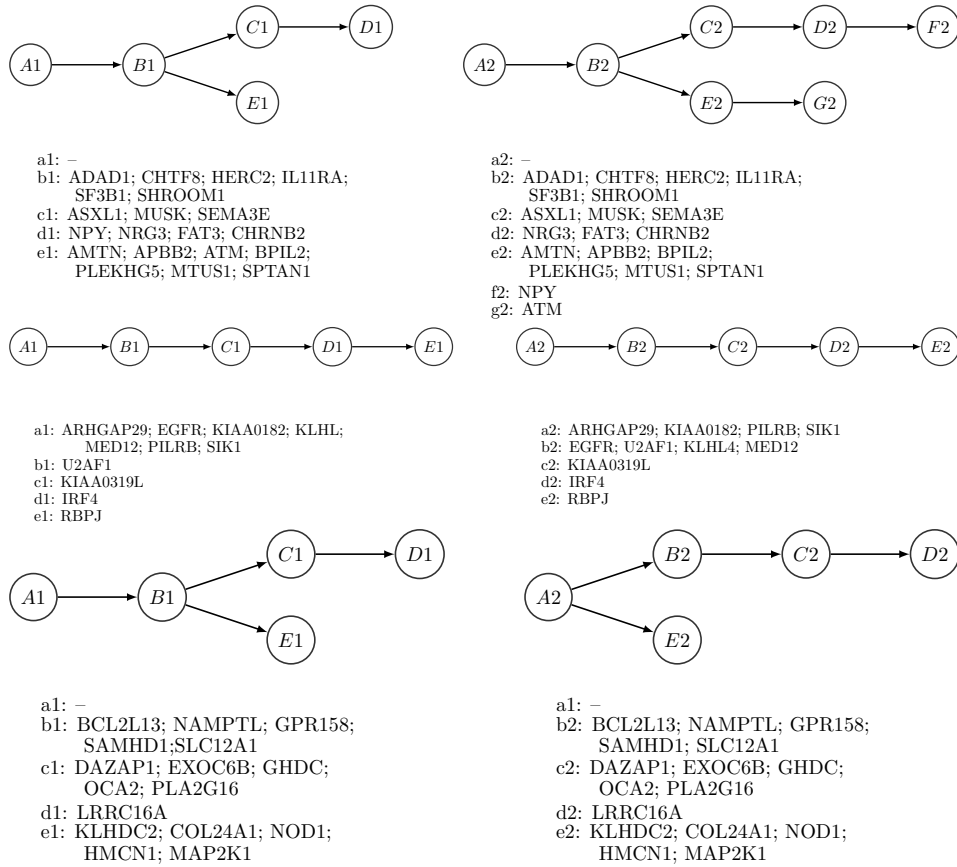 A1
B1
C1
D1
E1
a1: –
b1: ADAD1; CHTF8; HERC2; IL11RA;
SF3B1; SHROOM1
c1: ASXL1; MUSK; SEMA3E
d1: NPY; NRG3; FAT3; CHRNB2
e1: AMTN; APBB2; ATM; BPIL2;
PLEKHG5; MTUS1; SPTAN1
A2
B2
C2
D2
F2
E2
G2
a2: –
b2: ADAD1; CHTF8; HERC2; IL11RA;
SF3B1; SHROOM1
c2: ASXL1; MUSK; SEMA3E
d2: NRG3; FAT3; CHRNB2
e2: AMTN; APBB2; BPIL2;
PLEKHG5; MTUS1; SPTAN1
f2: NPY
g2: ATM
A1
B1
C1
D1
E1
a1: ARHGAP29; EGFR; KIAA0182; KLHL;
MED12; PILRB; SIK1
b1: U2AF1
c1: KIAA0319L
d1: IRF4
e1: RBPJ
A2
B2
C2
D2
E2
a2: ARHGAP29; KIAA0182; PILRB; SIK1
b2: EGFR; U2AF1; KLHL4; MED12
c2: KIAA0319L
d2: IRF4
e2: RBPJ
A1
B1
C1
D1
E1
a1: –
b1: BCL2L13; NAMPTL; GPR158;
SAMHD1;SLC12A1
c1: DAZAP1; EXOC6B; GHDC;
OCA2; PLA2G16
d1: LRRC16A
e1: KLHDC2; COL24A1; NOD1;
HMCN1; MAP2K1
A2
B2
C2
D2
E2
a1: –
b2: BCL2L13; NAMPTL; GPR158;
SAMHD1; SLC12A1
c2: DAZAP1; EXOC6B; GHDC;
OCA2; PLA2G16
d2: LRRC16A
e2: KLHDC2; COL24A1; NOD1;
HMCN1; MAP2K1